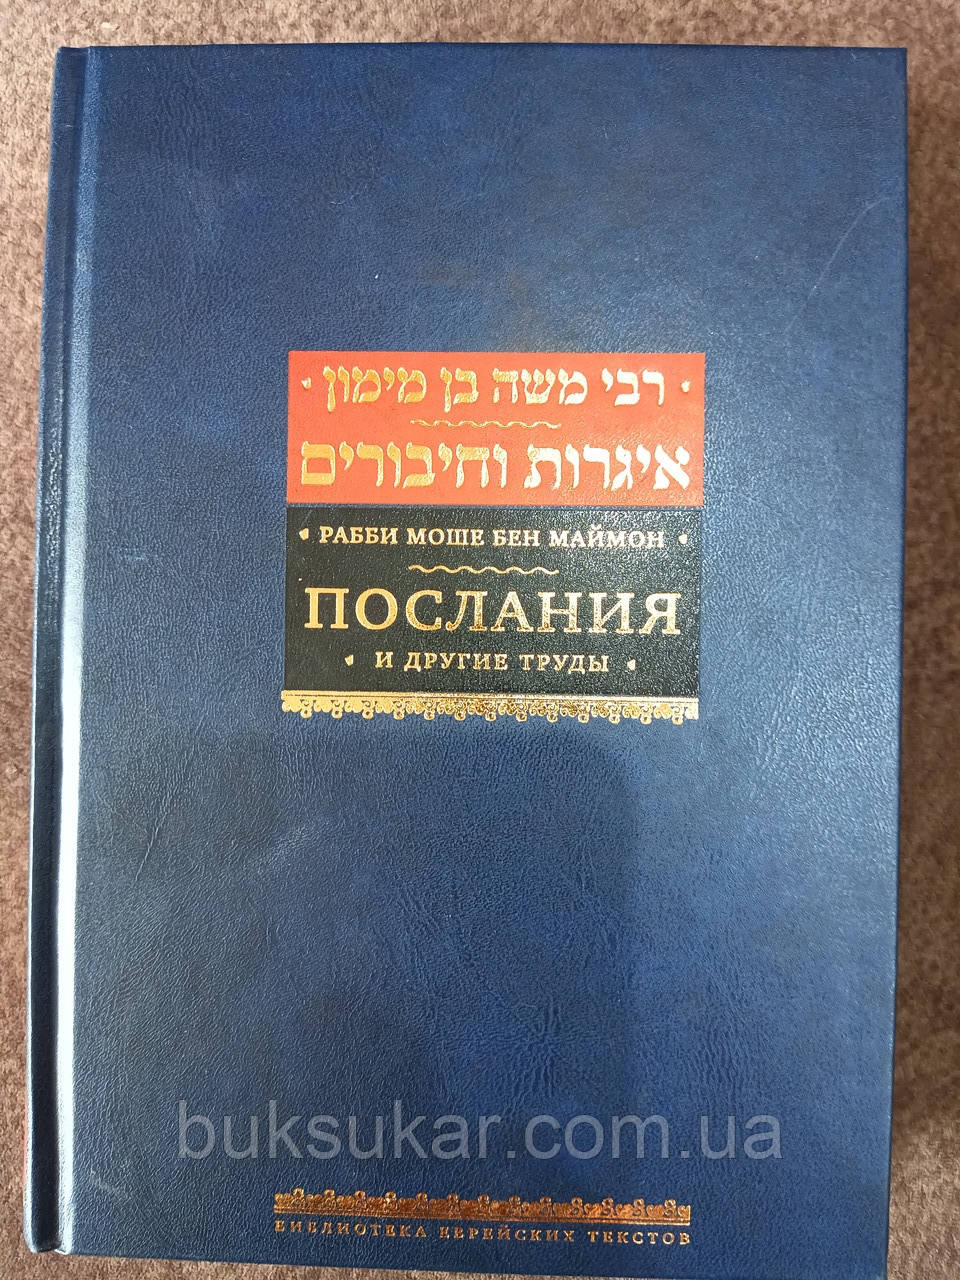 רבי משה בן מימון
איגרות וחיבורים
РАББИ МОШЕ БЕН МАЙМОН
ПОСЛАНИЯ
И ДРУГИЕ ТРУДЫ
buksukar.com.ua
БИБЛИОТЕКА ЕВРЕЙСКИХ ТЕКСТОВ